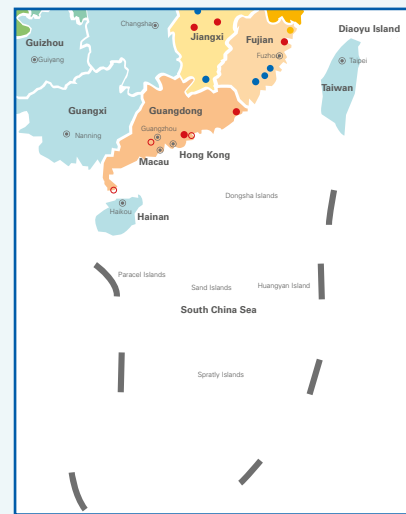 Changsha
Diaoyu Island
Guizhou
Jiangxi
Fujian
Guiyang
Fuzhou
Taipei
Taiwan
Guangxi
Guangdong
Guangzhou
Nanning
Hong Kong
Macau
Dongsha Islands
Haikou
Hainan
Paracel Islands
Sand Islands
Huangyan Island
South China Sea
Spratly Islands